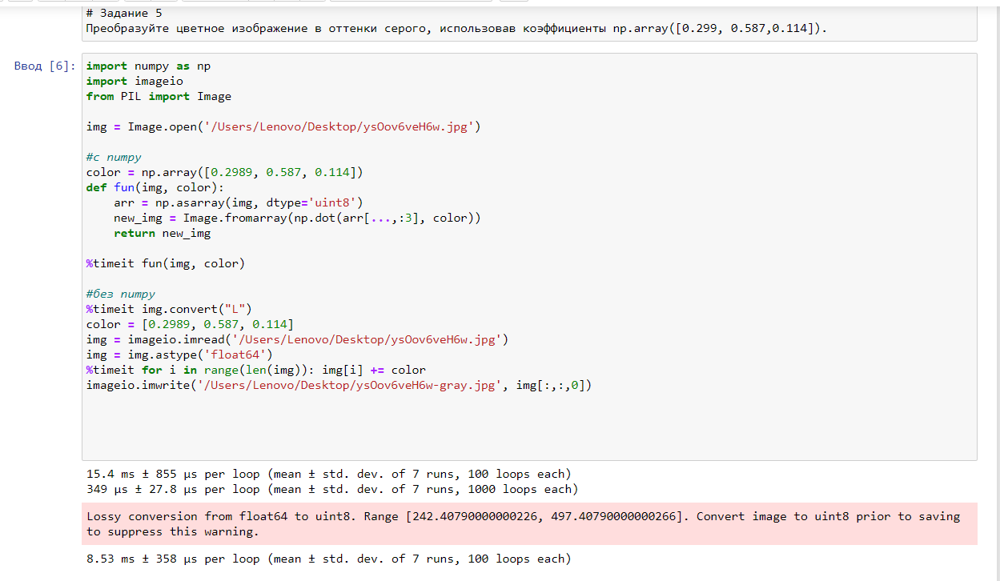 # Задание 5
Преобразуйте цветное изображение в оттенки серого, использовав коэффициенты np.array([0.299, 0.587,0.114]).
Ввод [6]:
import numpy as np
import imageio
from PIL import Image
img = Image.open('/Users/Lenovo/Desktop/ysOov6veH6w.jpg')
#с numpy
color = np.array([0.2989, 0.587, 0.114])
def fun(img, color):
    arr = np.asarray(img, dtype='uint8')
    new_img = Image.fromarray(np.dot(arr[...,:3], color))
    return new_img
%timeit fun(img, color)
#без numpy
%timeit img.convert("L")
color = [0.2989, 0.587, 0.114]
img = imageio.imread('/Users/Lenovo/Desktop/ysOov6veH6w.jpg')
img = img.astype('float64')
%timeit for i in range(len(img)): img[i] += color
imageio.imwrite('/Users/Lenovo/Desktop/ysOov6veH6w-gray.jpg', img[:,:,0])
15.4 ms ± 855 µs per loop (mean ± std. dev. of 7 runs, 100 loops each)
349 µs ± 27.8 µs per loop (mean ± std. dev. of 7 runs, 1000 loops each)
Lossy conversion from float64 to uint8. Range [242.40790000000226, 497.40790000000266]. Convert image to uint8 prior to saving
to suppress this warning.
8.53 ms ± 358 µs per loop (mean ± std. dev. of 7 runs, 100 loops each)